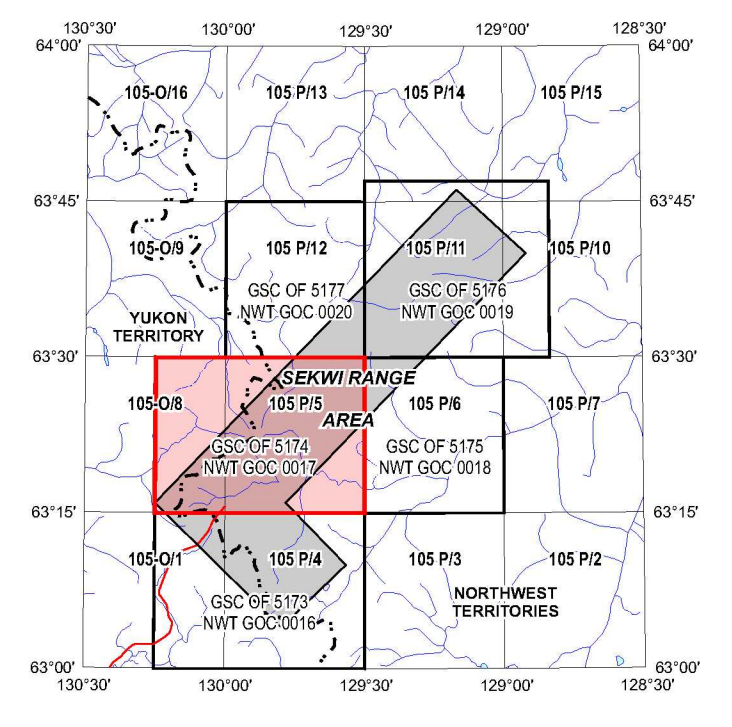 130°30' 130°00' 129°30' 129°00' 128°30'
64°00' 64°00'
105-O/16 105 P/13 105 P/14 105 P/15
63°45' 63°45'
105-O/9 105 P/12 105 P/11 105 P/10
GSC OF 5177 GSC OF 5176
NWT GOC 0020 NWT GOC 0019
YUKON
TERRITORY
63°30' 63°30'
SEKWI RANGE
105-O/8 105 P/5 105 P/6 105 P/7
AREA
GSC OF 5174 GSC OF 5175
NWT GOC 0017 NWT GOC 0018
63°15' 63°15'
105-O/1 105 P/4 105 P/3 105 P/2
NORTHWEST
TERRITORIES
GSC OF 5173
NWT GOC 0016
63°00' 63°00'
130°30' 130°00' 129°30' 129°00' 128°30'